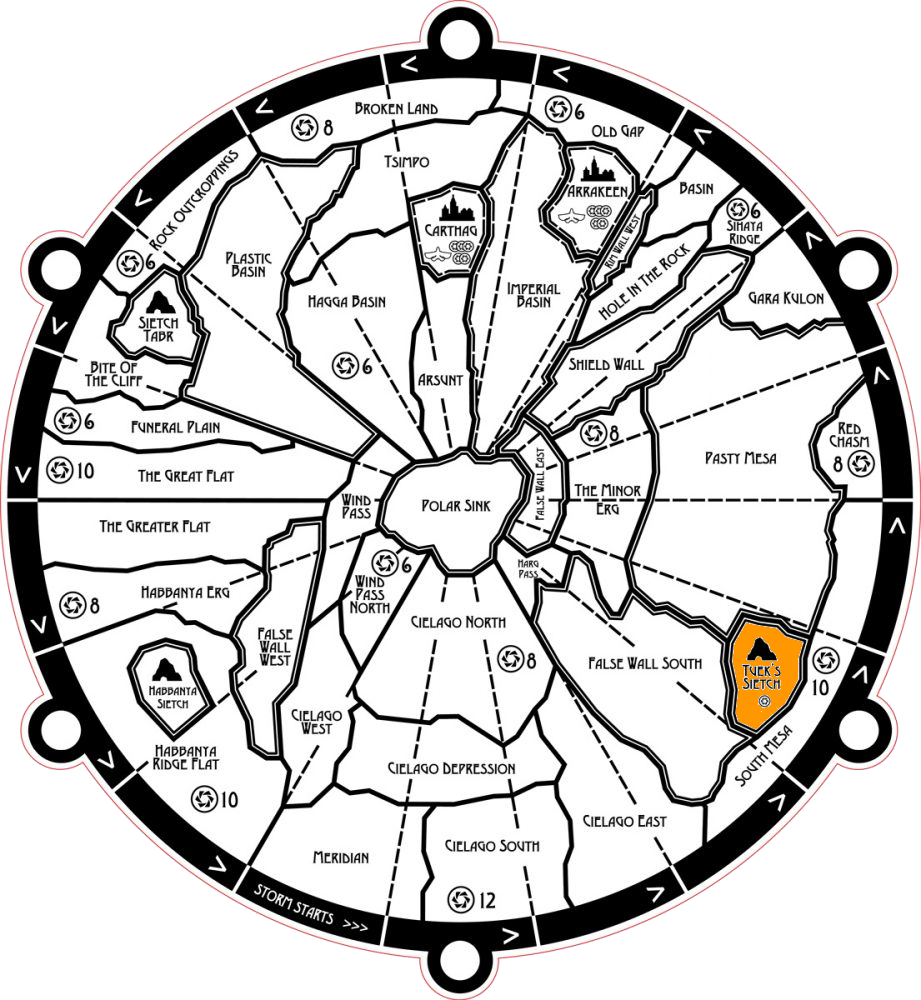 BROKEN LAND
8
6
OLD GAP
TSIMPO
ROCK OUTCROPPINGS
ARRAKEEN
BASIN
6
SIHAYA
RIDGE
CARTHAG
RIM WALL WEST
6
PLASTIC
BASIN
HOLE IN THE ROCK
SIETCH
TABR
HAGGA BASIN
IMPERIAL
BASIN
GARA KULON
6
ARSUNT
SHIELD WALL
BITE OF
THE CLIFF
6
FUNERAL PLAIN
8
RED
CHASM
8
10
THE GREAT FLAT
PASTY MESA
FALSE WALL EAST
THE MINOR
ERG
WIND
PASS
POLAR SINK
THE GREATER FLAT
6
WIND
PASS
NORTH
HARG
PASS
8
HABBANYA ERG
CIELAGO NORTH
8
FALSE
WALL
WEST
FALSE WALL SOUTH
TUEK'S
SIETCH
10
HABBANYA
SIETCH
CIELAGO
WEST
SOUTH MESA
HABBANYA
RIDGE FLAT
10
CIELAGO DEPRESSION
CIELAGO EAST
MERIDIAN
CIELAGO SOUTH
12
STORM STARTS >>>